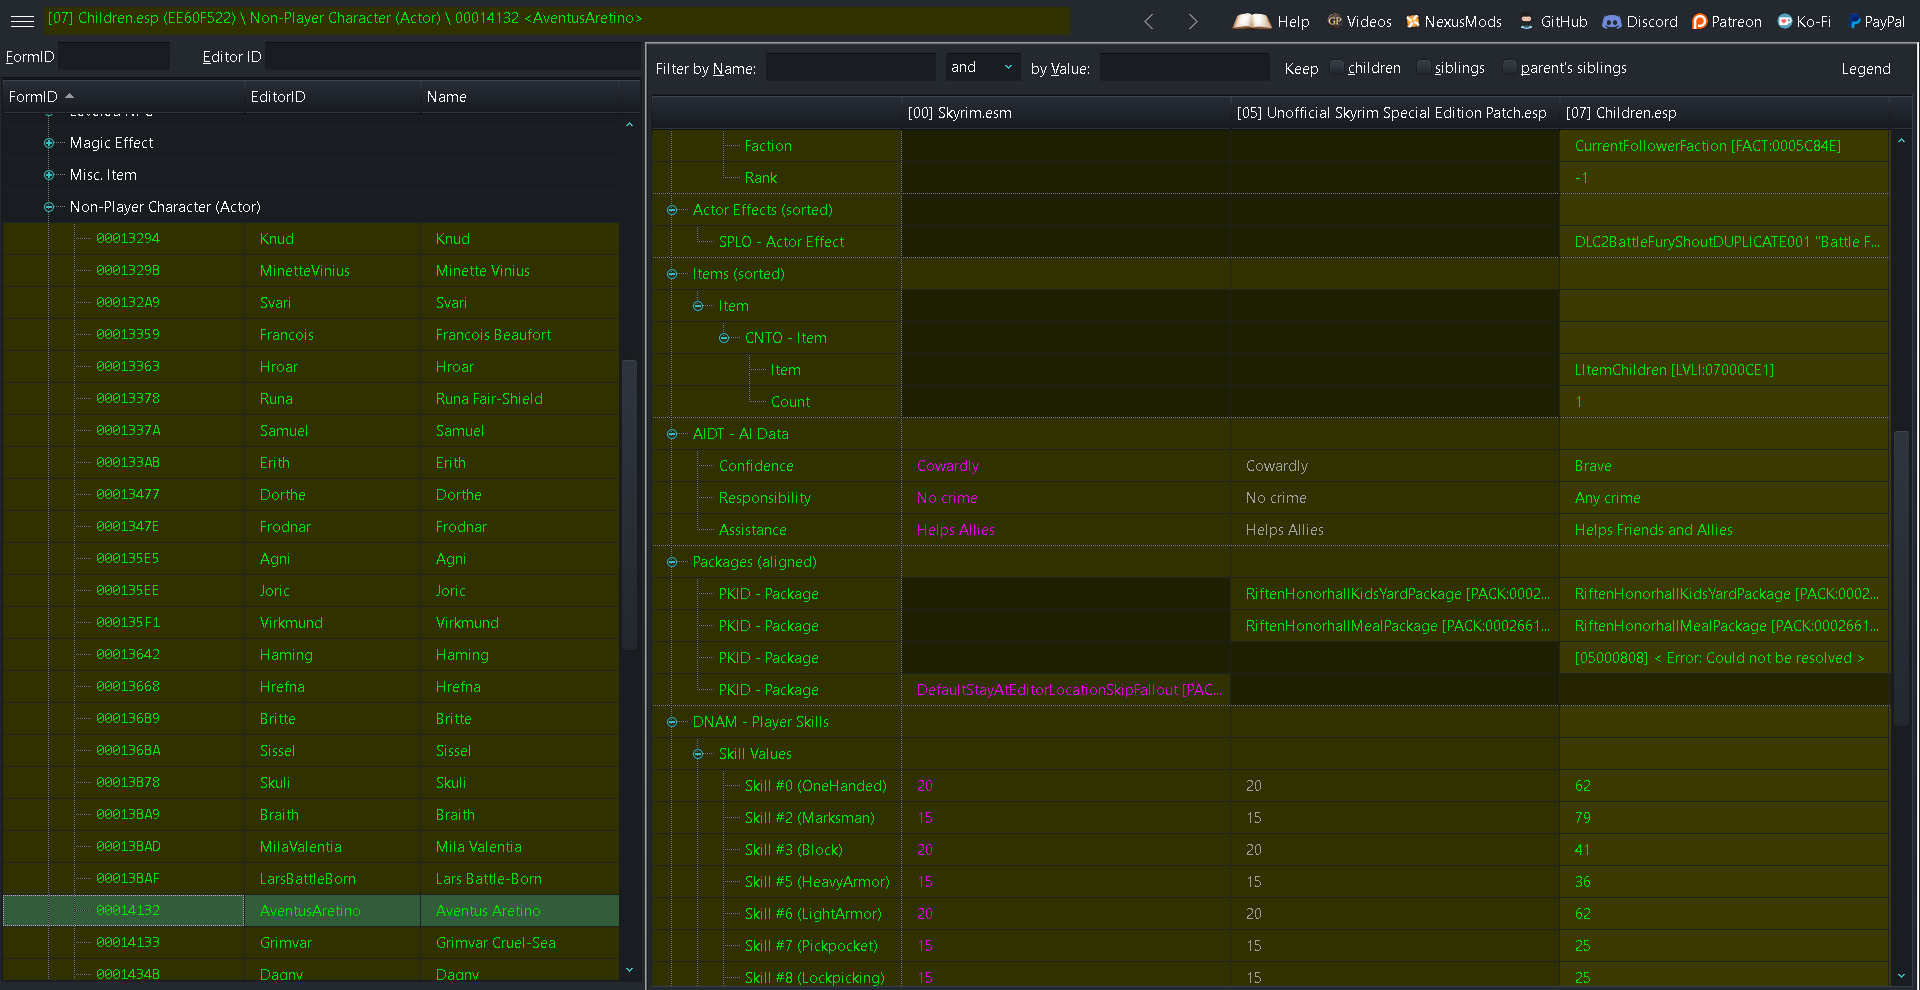 [07] Children.esp (EE60F522) \ Non-Player Character (Actor) \ 00014132 <AventusAretino>
Help Videos NexusMods GitHub Discord Patreon Ko-Fi PayPal
FormID Editor ID
FormID EditorID Name
Magic Effect
Misc. Item
Non-Player Character (Actor)
00013294 Knud Knud
0001329B MinetteVinius Minette Vinius
000132A9 Svari Svari
00013359 Francois Francois Beaufort
00013363 Hroar Hroar
00013378 Runa Runa Fair-Shield
0001337A Samuel Samuel
000133AB Erith Erith
00013477 Dorthe Dorthe
0001347E Frodnar Frodnar
000135E5 Agni Agni
000135EE Joric Joric
000135F1 Virkmund Virkmund
00013642 Haming Haming
00013668 Hrefna Hrefna
000136B9 Britte Britte
000136BA Sissel Sissel
00013B78 Skuli Skuli
00013BA9 Braith Braith
00013BAD MilaValentia Mila Valentia
00013BAF LarsBattleBorn Lars Battle-Born
00014132 AventusAretino Aventus Aretino
00014133 Grimvar Grimvar Cruel-Sea
0001434B Dagny Dagny
Filter by Name: and by Value: Keep children siblings parent's siblings Legend
[00] Skyrim.esm [05] Unofficial Skyrim Special Edition Patch.esp [07] Children.esp
Faction CurrentFollowerFaction [FACT:0005C84E]
Rank -1
Actor Effects (sorted)
SPLO - Actor Effect DLC2BattleFuryShoutDUPLICATE001 "Battle F...
Items (sorted)
Item
CNTO - Item
Item LItemChildren [LVLI:07000CE1]
Count 1
AIDT - AI Data
Confidence Cowardly Cowardly Brave
Responsibility No crime No crime Any crime
Assistance Helps Allies Helps Allies Helps Friends and Allies
Packages (aligned)
PKID - Package RiftenHonorhallKidsYardPackage [PACK:0002... RiftenHonorhallKidsYardPackage [PACK:0002...
PKID - Package RiftenHonorhallMealPackage [PACK:0002661... RiftenHonorhallMealPackage [PACK:0002661...
PKID - Package [05000808] < Error: Could not be resolved >
PKID - Package DefaultStayAtEditorLocationSkipFallout [PAC...
DNAM - Player Skills
Skill Values
Skill #0 (OneHanded) 20 20 62
Skill #2 (Marksman) 15 15 79
Skill #3 (Block) 20 20 41
Skill #5 (HeavyArmor) 15 15 36
Skill #6 (LightArmor) 20 20 62
Skill #7 (Pickpocket) 15 15 25
Skill #8 (Lockpicking) 15 15 25